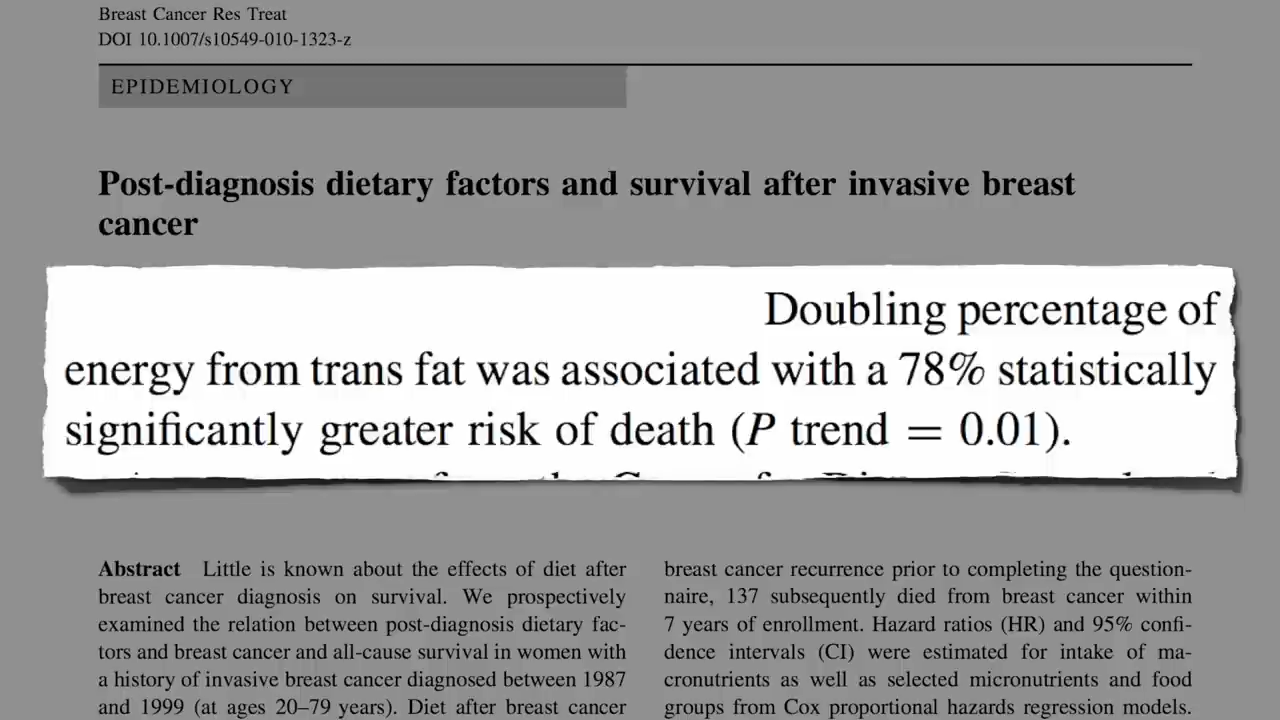 Breast Cancer Res Treat
DOI 10.1007/s10549-010-1323-z
EPIDEMIOLOGY
Post-diagnosis dietary factors and survival after invasive breast
cancer
Doubling percentage of
energy from trans fat was associated with a 78% statistically
significantly greater risk of death (P trend = 0.01).
Abstract Little is known about the effects of diet after
breast cancer diagnosis on survival. We prospectively
examined the relation between post-diagnosis dietary fac-
tors and breast cancer and all-cause survival in women with
a history of invasive breast cancer diagnosed between 1987
and 1999 (at ages 20–79 years). Diet after breast cancer
breast cancer recurrence prior to completing the question-
naire, 137 subsequently died from breast cancer within
7 years of enrollment. Hazard ratios (HR) and 95% confi-
dence intervals (CI) were estimated for intake of ma-
cronutrients as well as selected micronutrients and food
groups from Cox proportional hazards regression models.